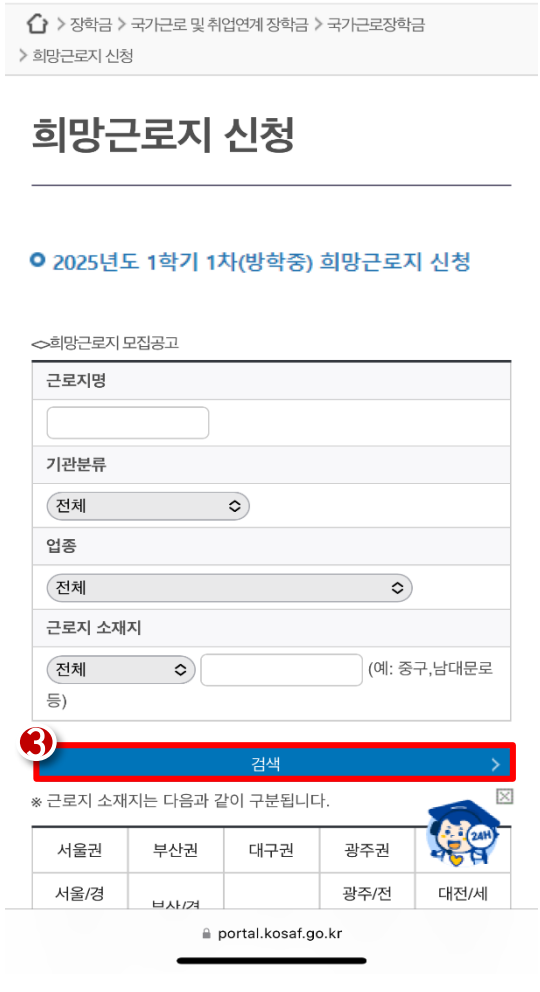 > 장학금 > 국가근로 및 취업연계 장학금 > 국가근로장학금
> 희망근로지 신청
희망근로지 신청
2025년도 1학기 1차(방학중) 희망근로지 신청
<>희망근로지 모집공고
근로지명
기관분류
전체
업종
전체
근로지 소재지
전체 (예: 중구,남대문로
등)
3
검색 >
※ 근로지 소재지는 다음과 같이 구분됩니다.
24H
서울권 부산권 대구권 광주권
서울/경 부산/경 광주/전 대전/세
portal.kosaf.go.kr